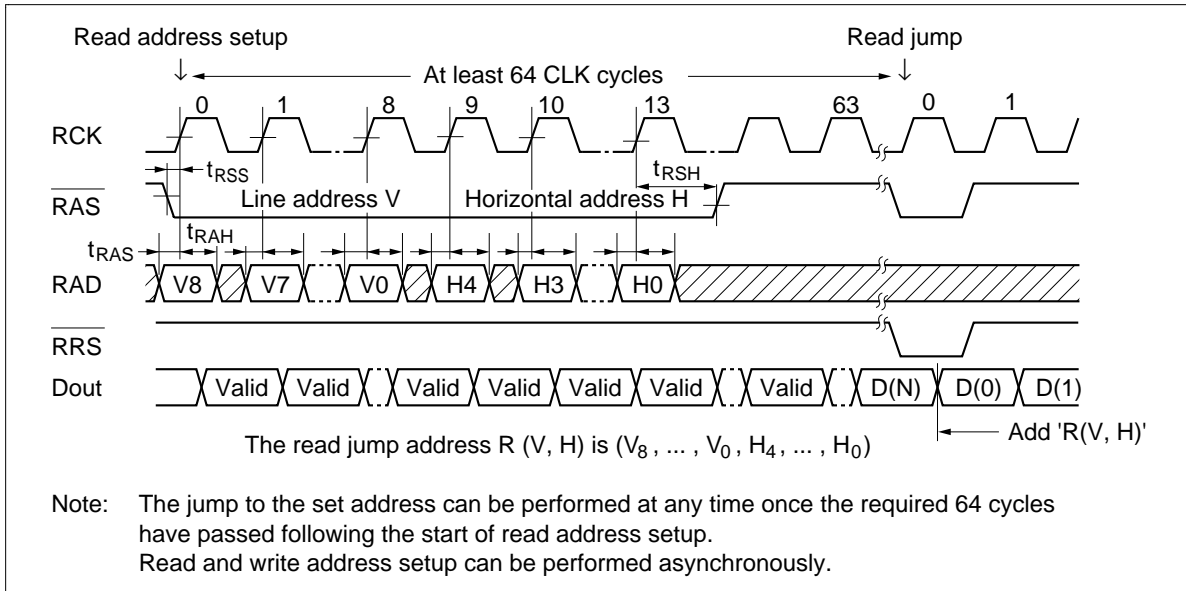 Read address setup Read jump
At least 64 CLK cycles
0 1 8 9 10 13 63 0 1
RCK
tRSS tRSH
RAS Line address V Horizontal address H
tRAS tRAH
RAD V8 V7 V0 H4 H3 H0
RRS
Dout Valid Valid Valid Valid Valid Valid Valid D(N) D(0) D(1)
Add 'R(V, H)'
The read jump address R (V, H) is (V8 , ... , V0 , H4 , ... , H0)
Note: The jump to the set address can be performed at any time once the required 64 cycles
have passed following the start of read address setup.
Read and write address setup can be performed asynchronously.